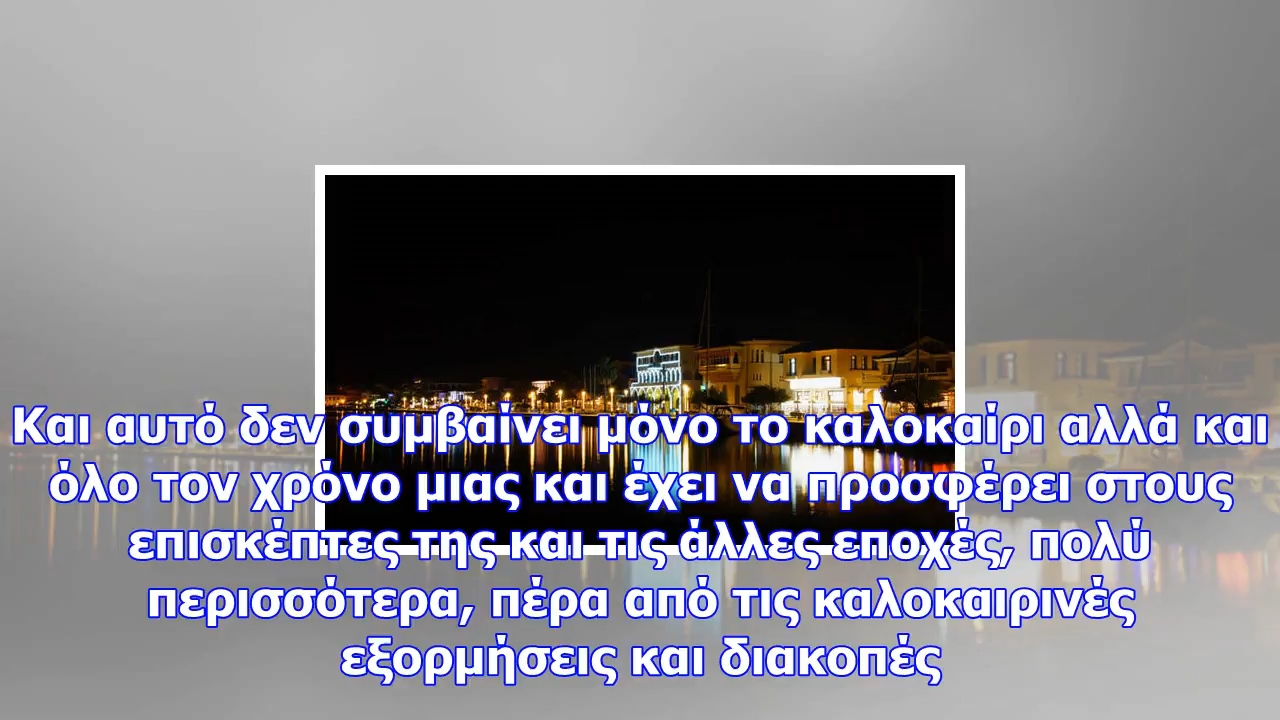 Και αυτό δεν συμβαίνει μόνο το καλοκαίρι αλλά και
όλο τον χρόνο μιας και έχει να προσφέρει στους
επισκέπτες της και τις άλλες εποχές, πολύ
περισσότερα, πέρα από τις καλοκαιρινές
εξορμήσεις και διακοπές